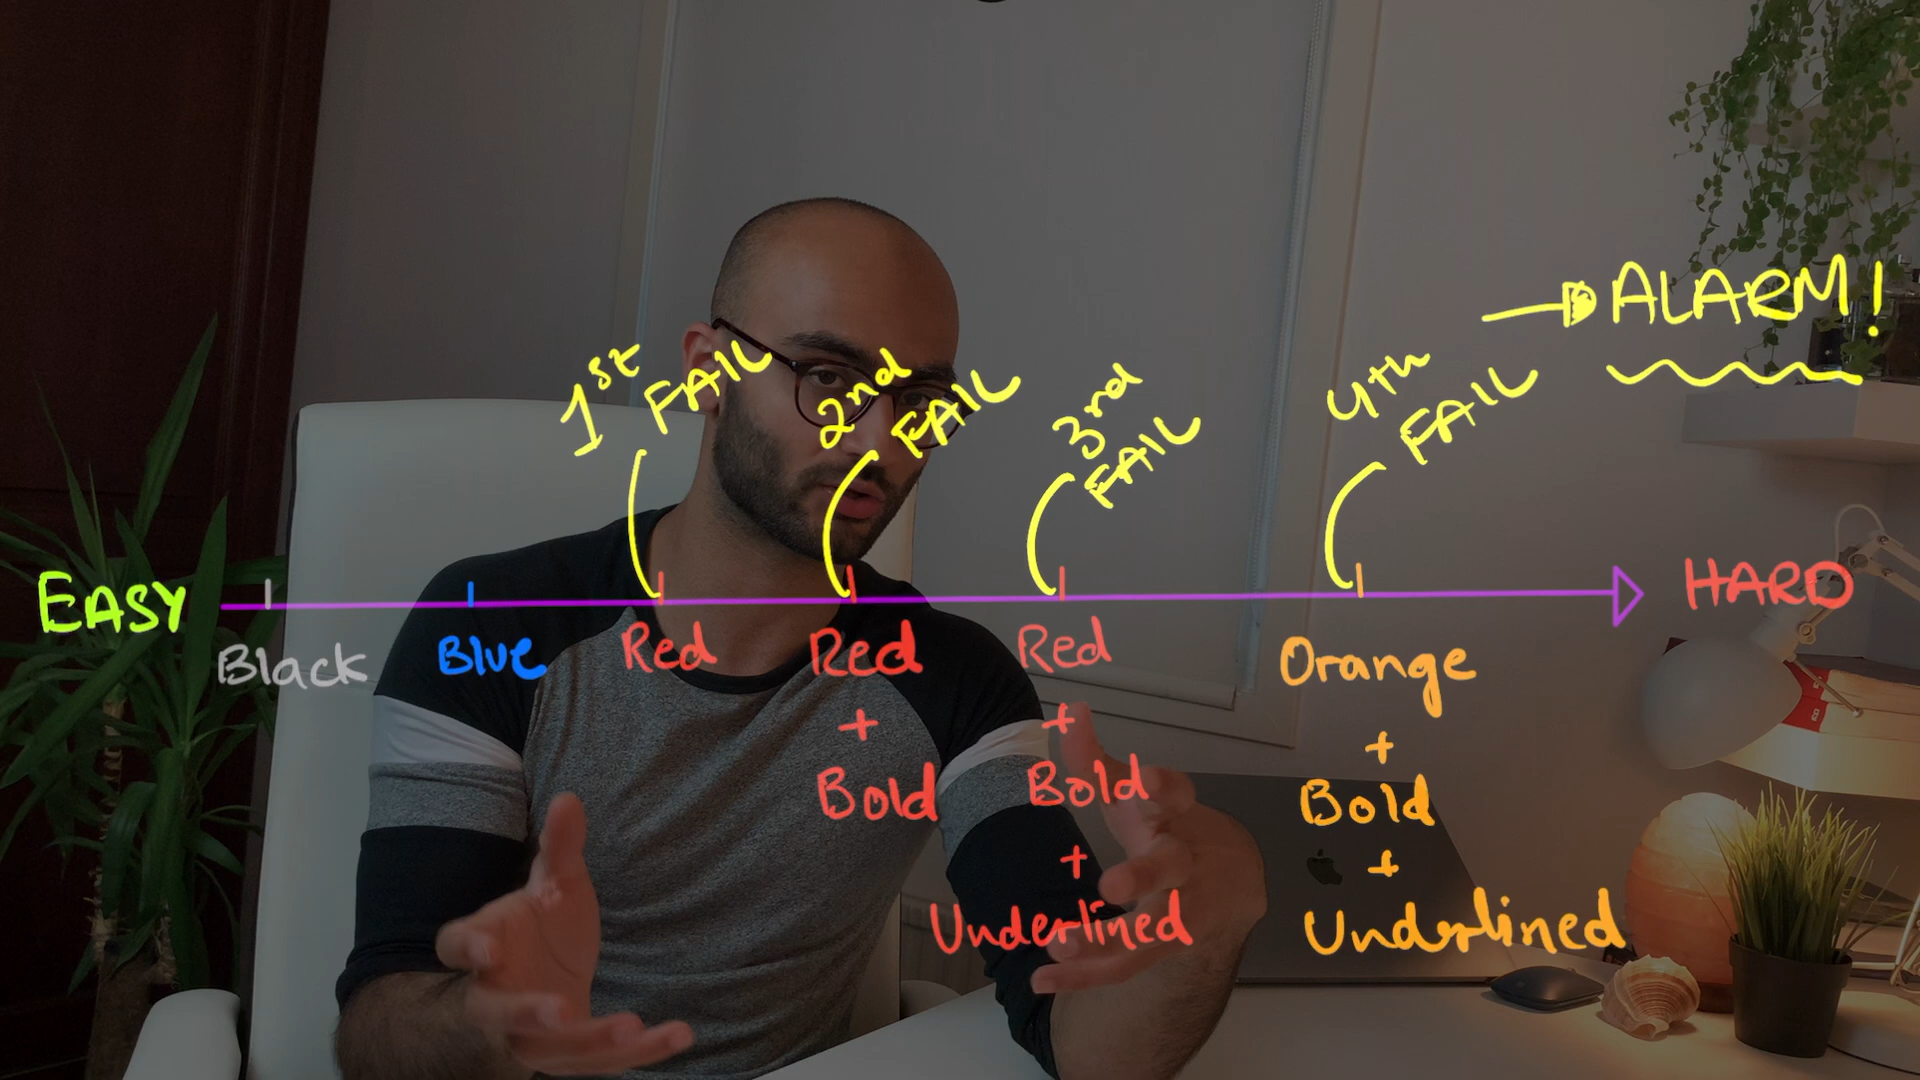 → ALARM!
1st FAIL
2nd FAIL
3rd FAIL
4th FAIL
EASY
HARD
Black
Blue
Red
Red
+
Bold
Red
+
Bold
+
Underlined
Orange
+
Bold
+
Underlined